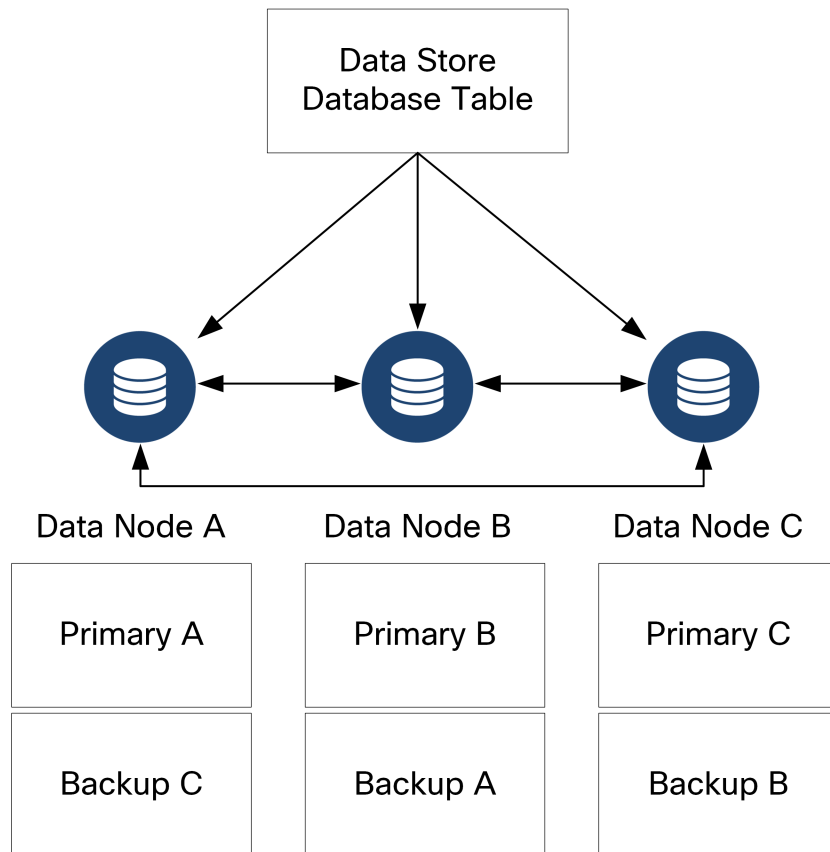 Data Store
Database Table
Data Node A
Data Node B
Data Node C
Primary A
Primary B
Primary C
Backup C
Backup A
Backup B